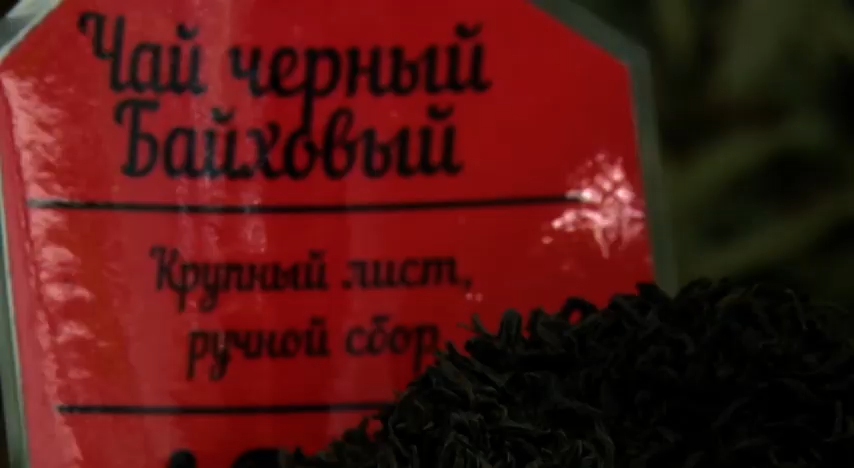 Чай черный
Байховый
Крупный лист,
ручной сбор